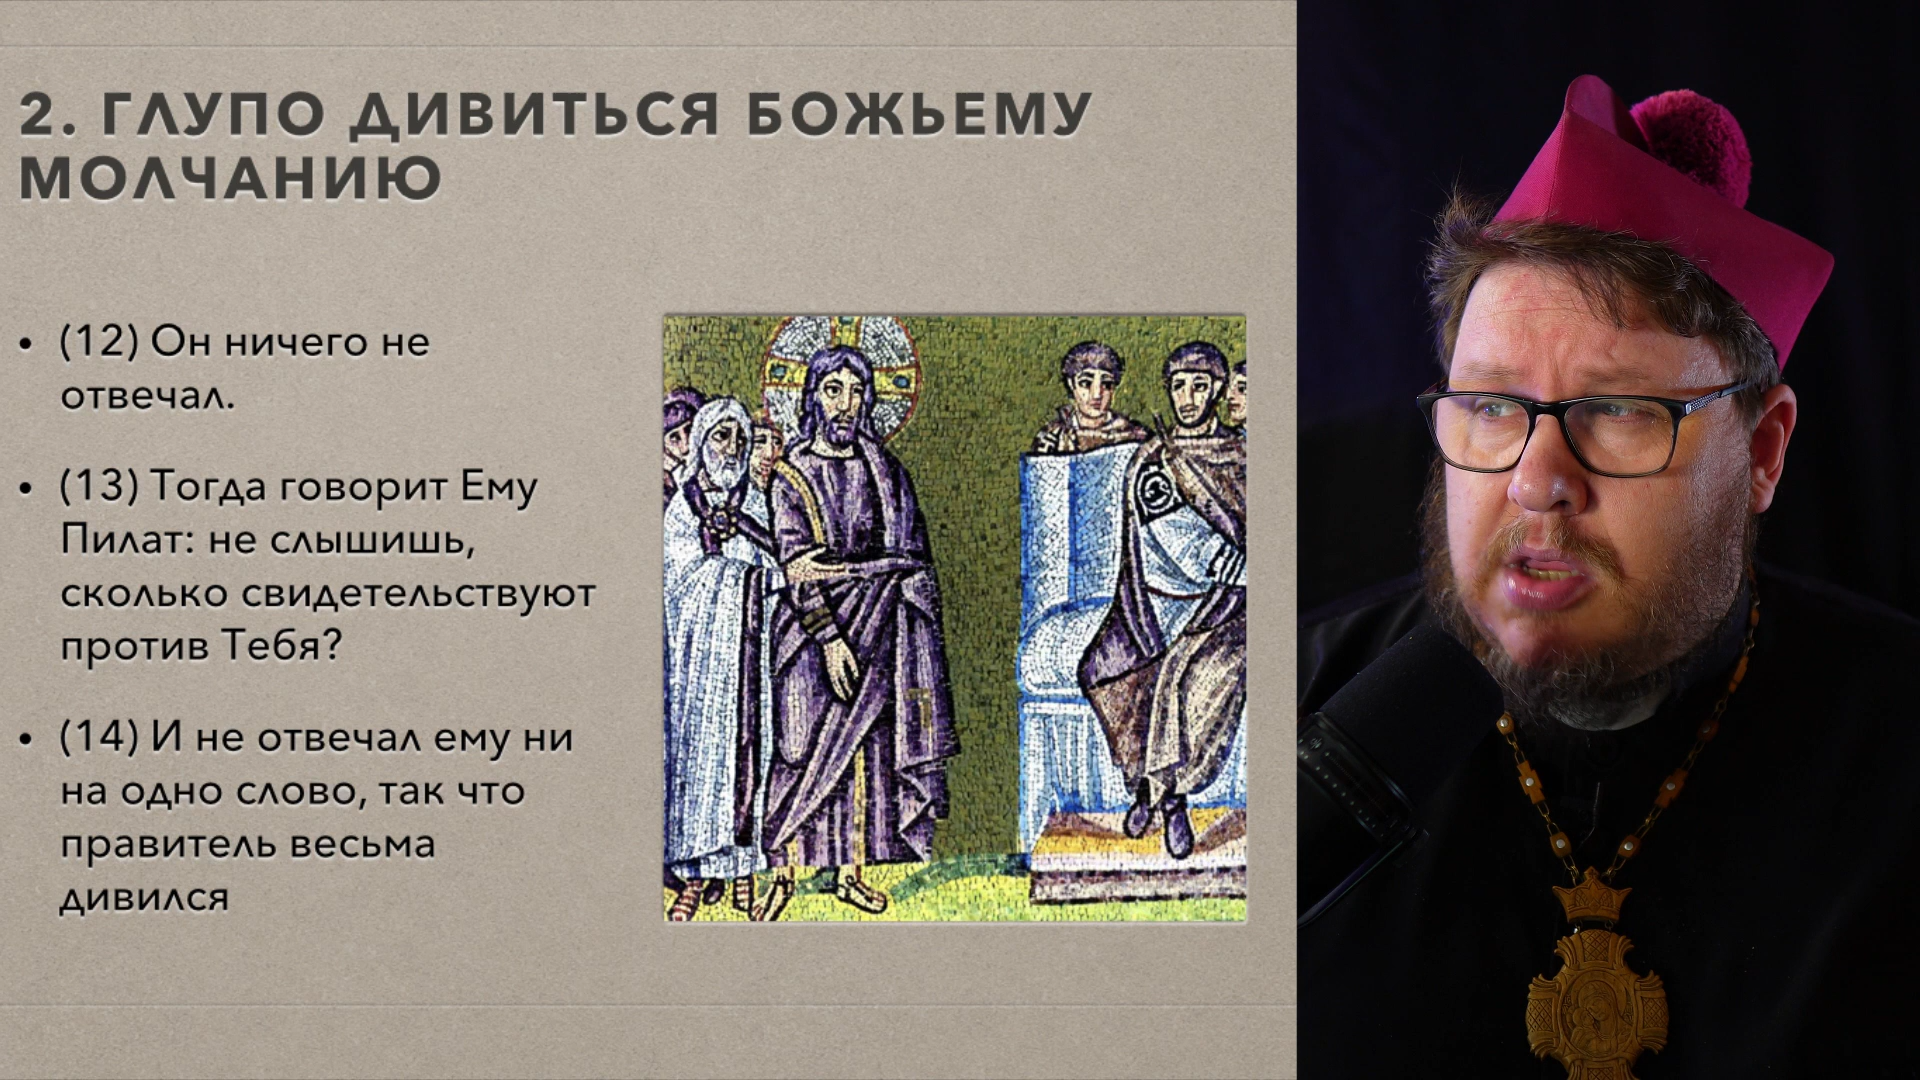 2. ГЛУПО ДИВИТЬСЯ БОЖЬЕМУ
МОЛЧАНИЮ
• (12) Он ничего не
отвечал.
• (13) Тогда говорит Ему
Пилат: не слышишь,
сколько свидетельствуют
против Тебя?
• (14) И не отвечал ему ни
на одно слово, так что
правитель весьма
дивился